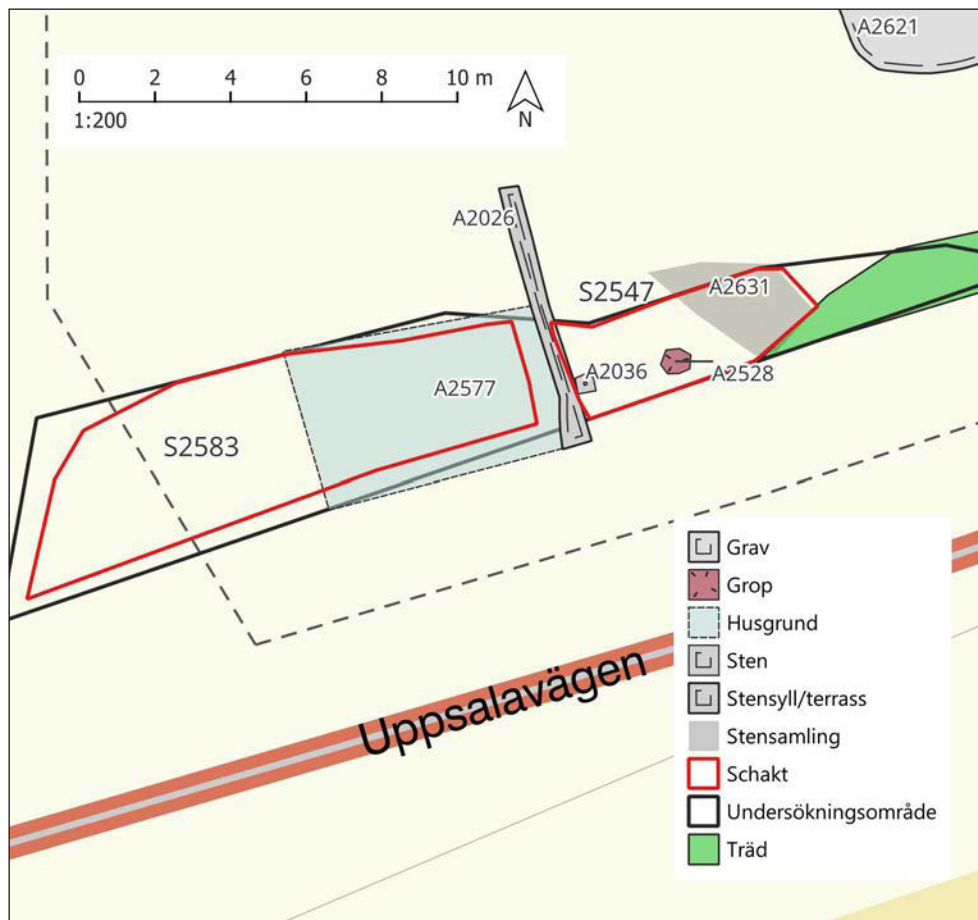 A2621
0 2 4 6 8 10 m
1:200
N
A2026
S2547
A2631
A2036
A2528
A2577
S2583
Uppsalavägen
Grav
Grop
Husgrund
Sten
Stensyll/terrass
Stensamling
Schakt
Undersökningsområde
Träd